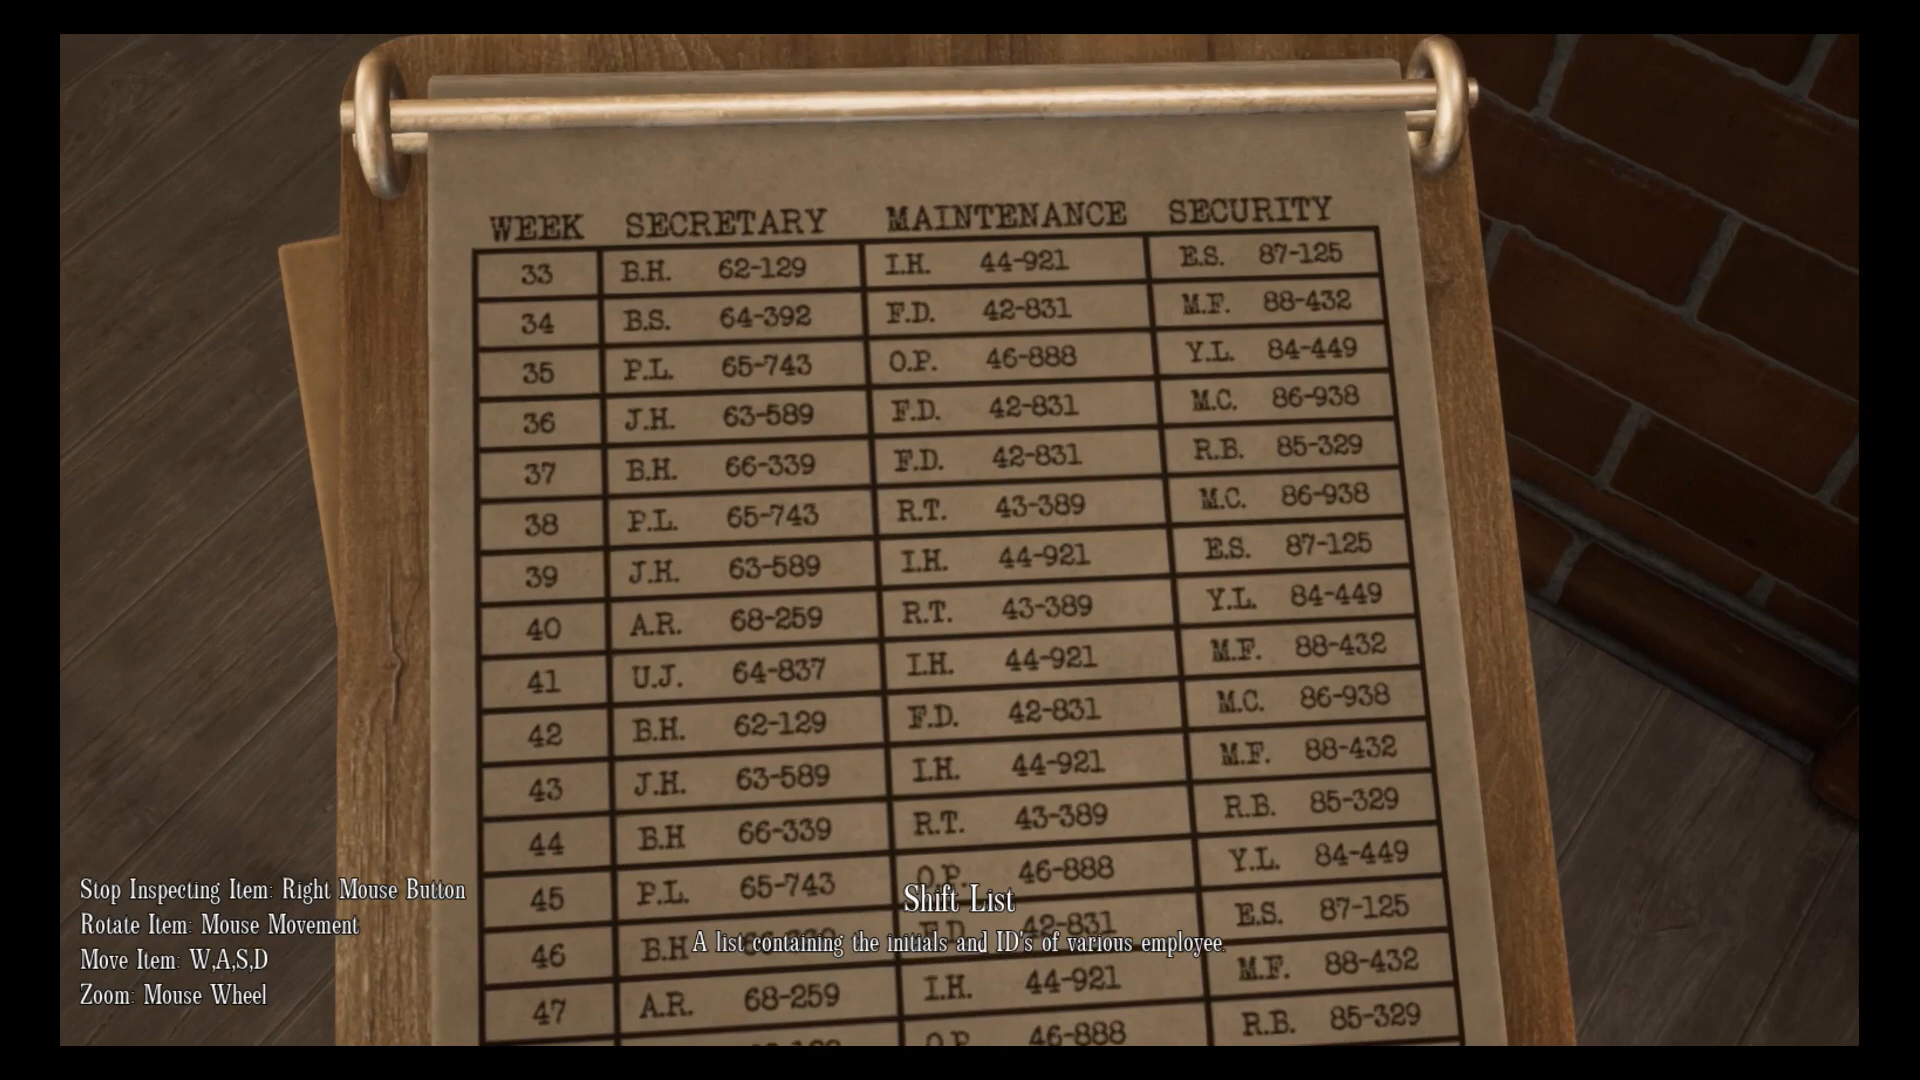 WEEK SECRETARY MAINTENANCE SECURITY
33 B.H. 62-129 I.H. 44-921 E.S. 87-125
34 B.S. 64-392 F.D. 42-831 M.F. 88-432
35 P.L. 65-743 O.P. 46-888 Y.L. 84-449
36 J.H. 63-589 F.D. 42-831 M.C. 86-938
37 B.H. 66-339 F.D. 42-831 R.B. 85-329
38 P.L. 65-743 R.T. 43-389 M.C. 86-938
39 J.H. 63-589 I.H. 44-921 E.S. 87-125
40 A.R. 68-259 R.T. 43-389 Y.L. 84-449
41 U.J. 64-837 I.H. 44-921 M.F. 88-432
42 B.H. 62-129 F.D. 42-831 M.C. 86-938
43 J.H. 63-589 I.H. 44-921 M.F. 88-432
44 B.H 66-339 R.T. 43-389 R.B. 85-329
45 P.L. 65-743 O.P. 46-888 Y.L. 84-449
46 B.H F.D. 42-831 E.S. 87-125
47 A.R. 68-259 I.H. 44-921 M.F. 88-432
O.P. 46-888 R.B. 85-329
Shift List
A list containing the initials and ID's of various employee.
Stop Inspecting Item: Right Mouse Button
Rotate Item: Mouse Movement
Move Item: W,A,S,D
Zoom: Mouse Wheel